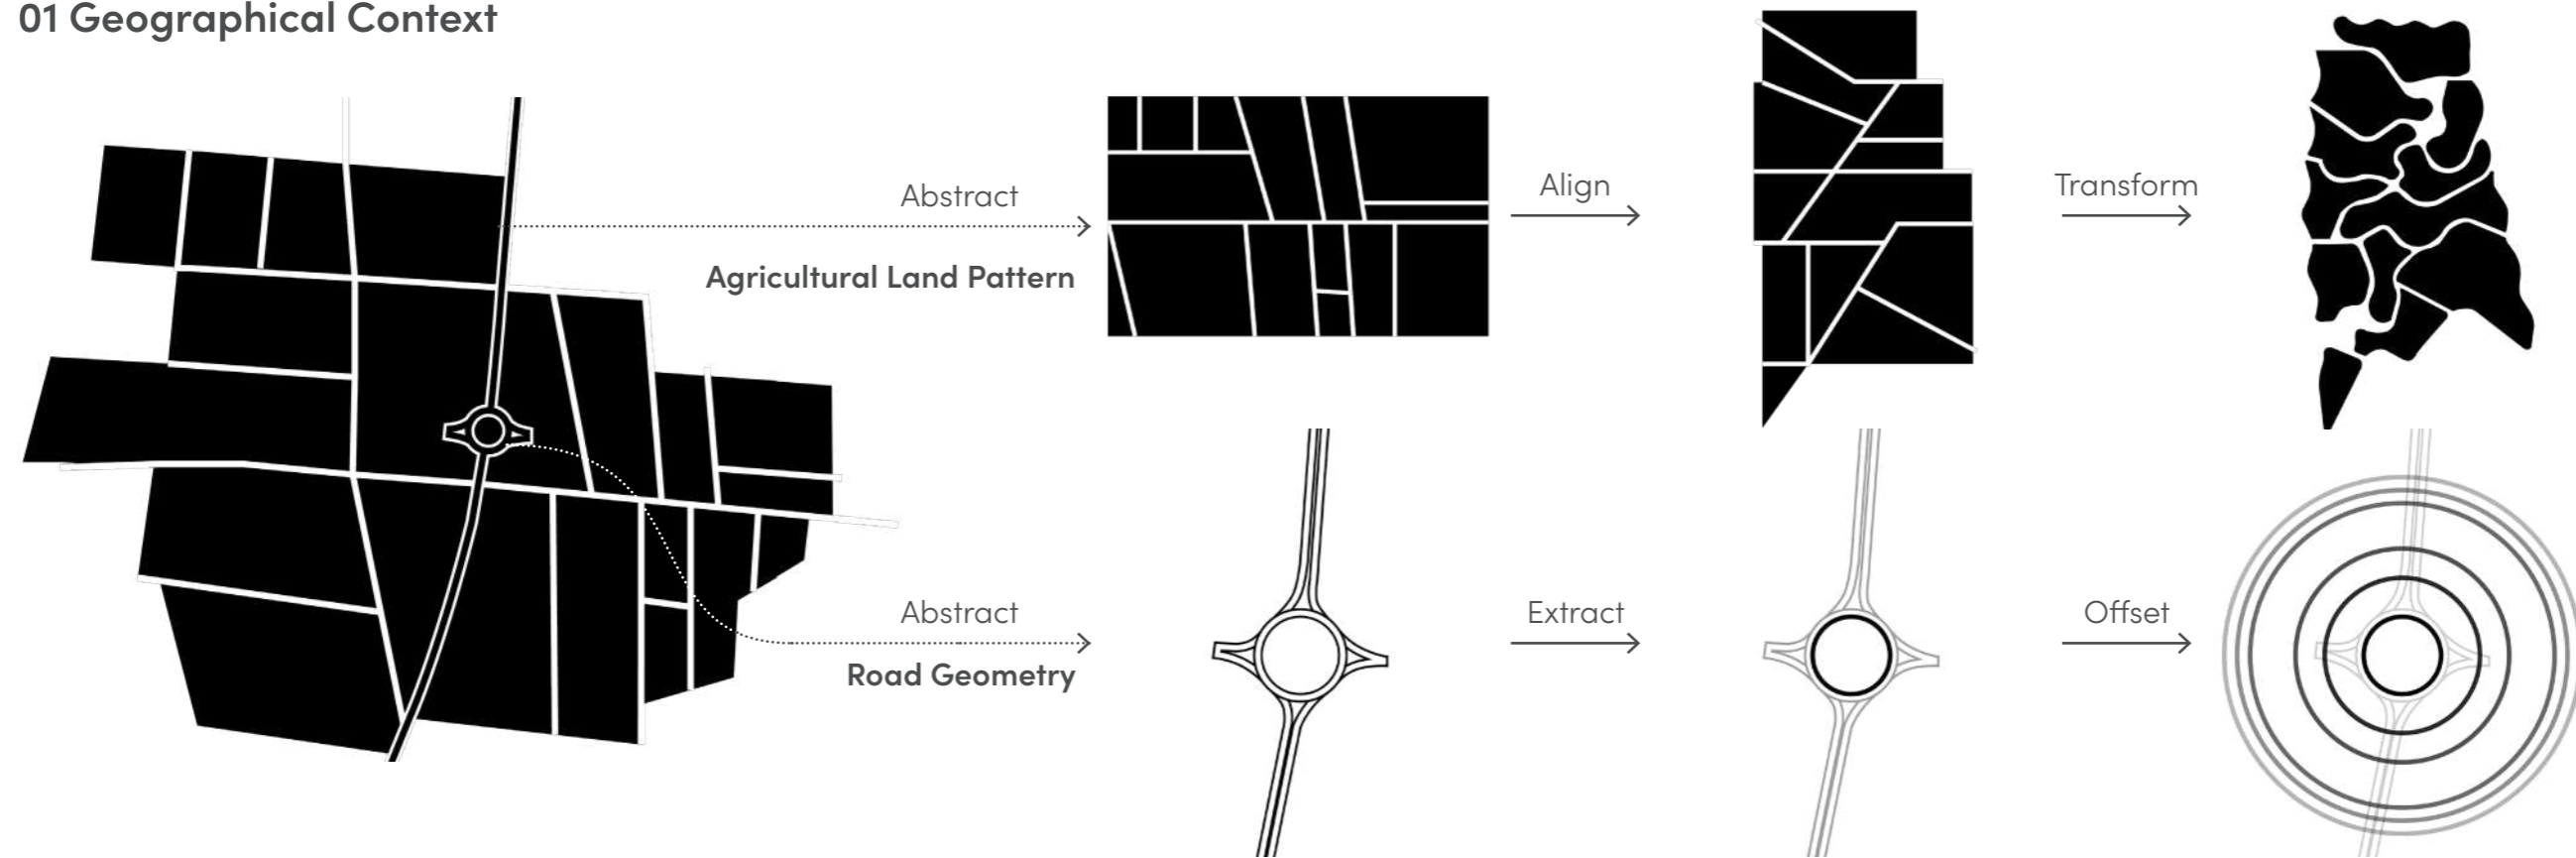 01 Geographical Context
Abstract
Agricultural Land Pattern
Align
Transform
Abstract
Road Geometry
Extract
Offset